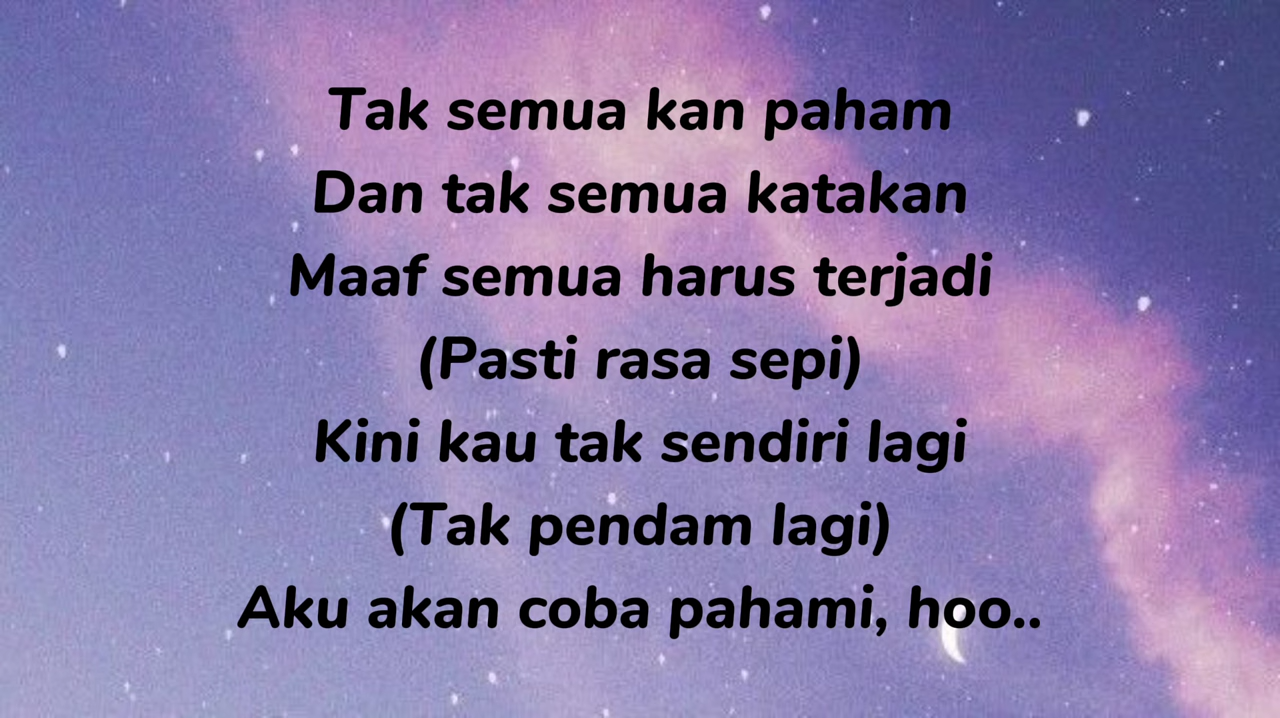 Tak semua kan paham
Dan tak semua katakan
Maaf semua harus terjadi
(Pasti rasa sepi)
Kini kau tak sendiri lagi
(Tak pendam lagi)
Aku akan coba pahami, hoo..